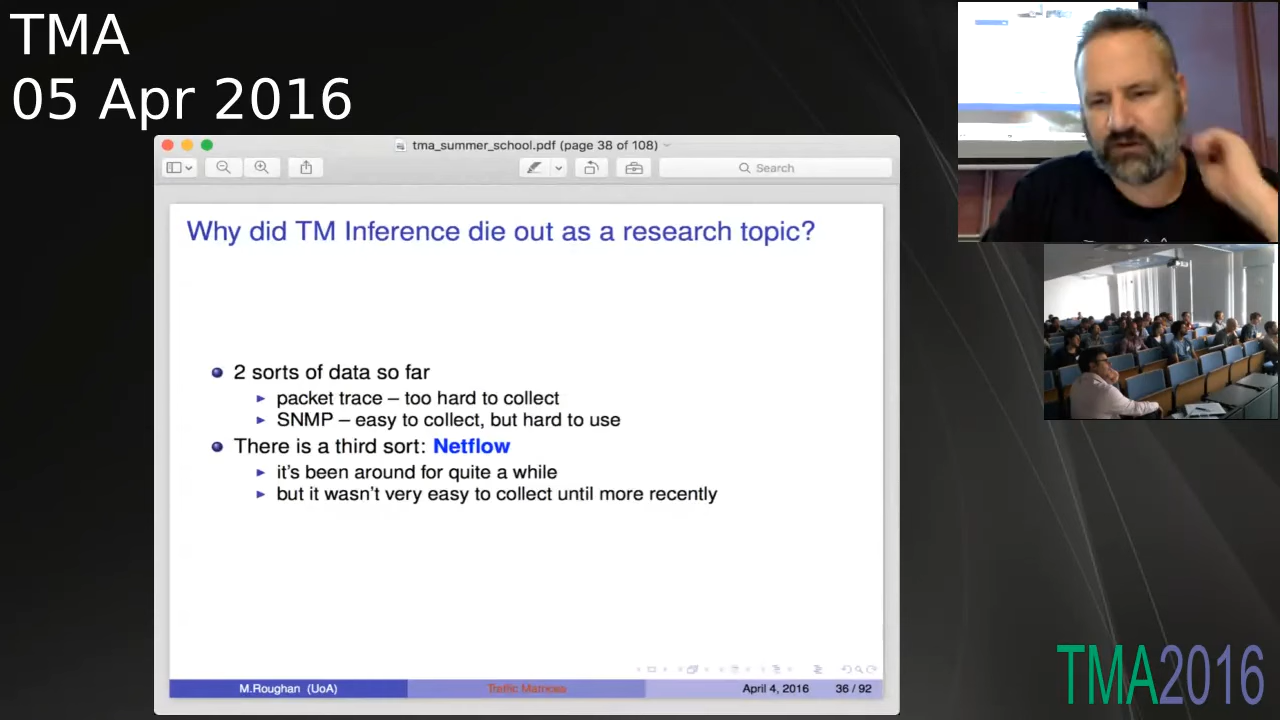 TMA
05 Apr 2016
tma_summer_school.pdf (page 38 of 108)
Search
Why did TM Inference die out as a research topic?
2 sorts of data so far
packet trace – too hard to collect
SNMP – easy to collect, but hard to use
There is a third sort: Netflow
it's been around for quite a while
but it wasn't very easy to collect until more recently
M.Roughan (UoA)
Traffic Matrices
April 4, 2016
36 / 92
TMA2016